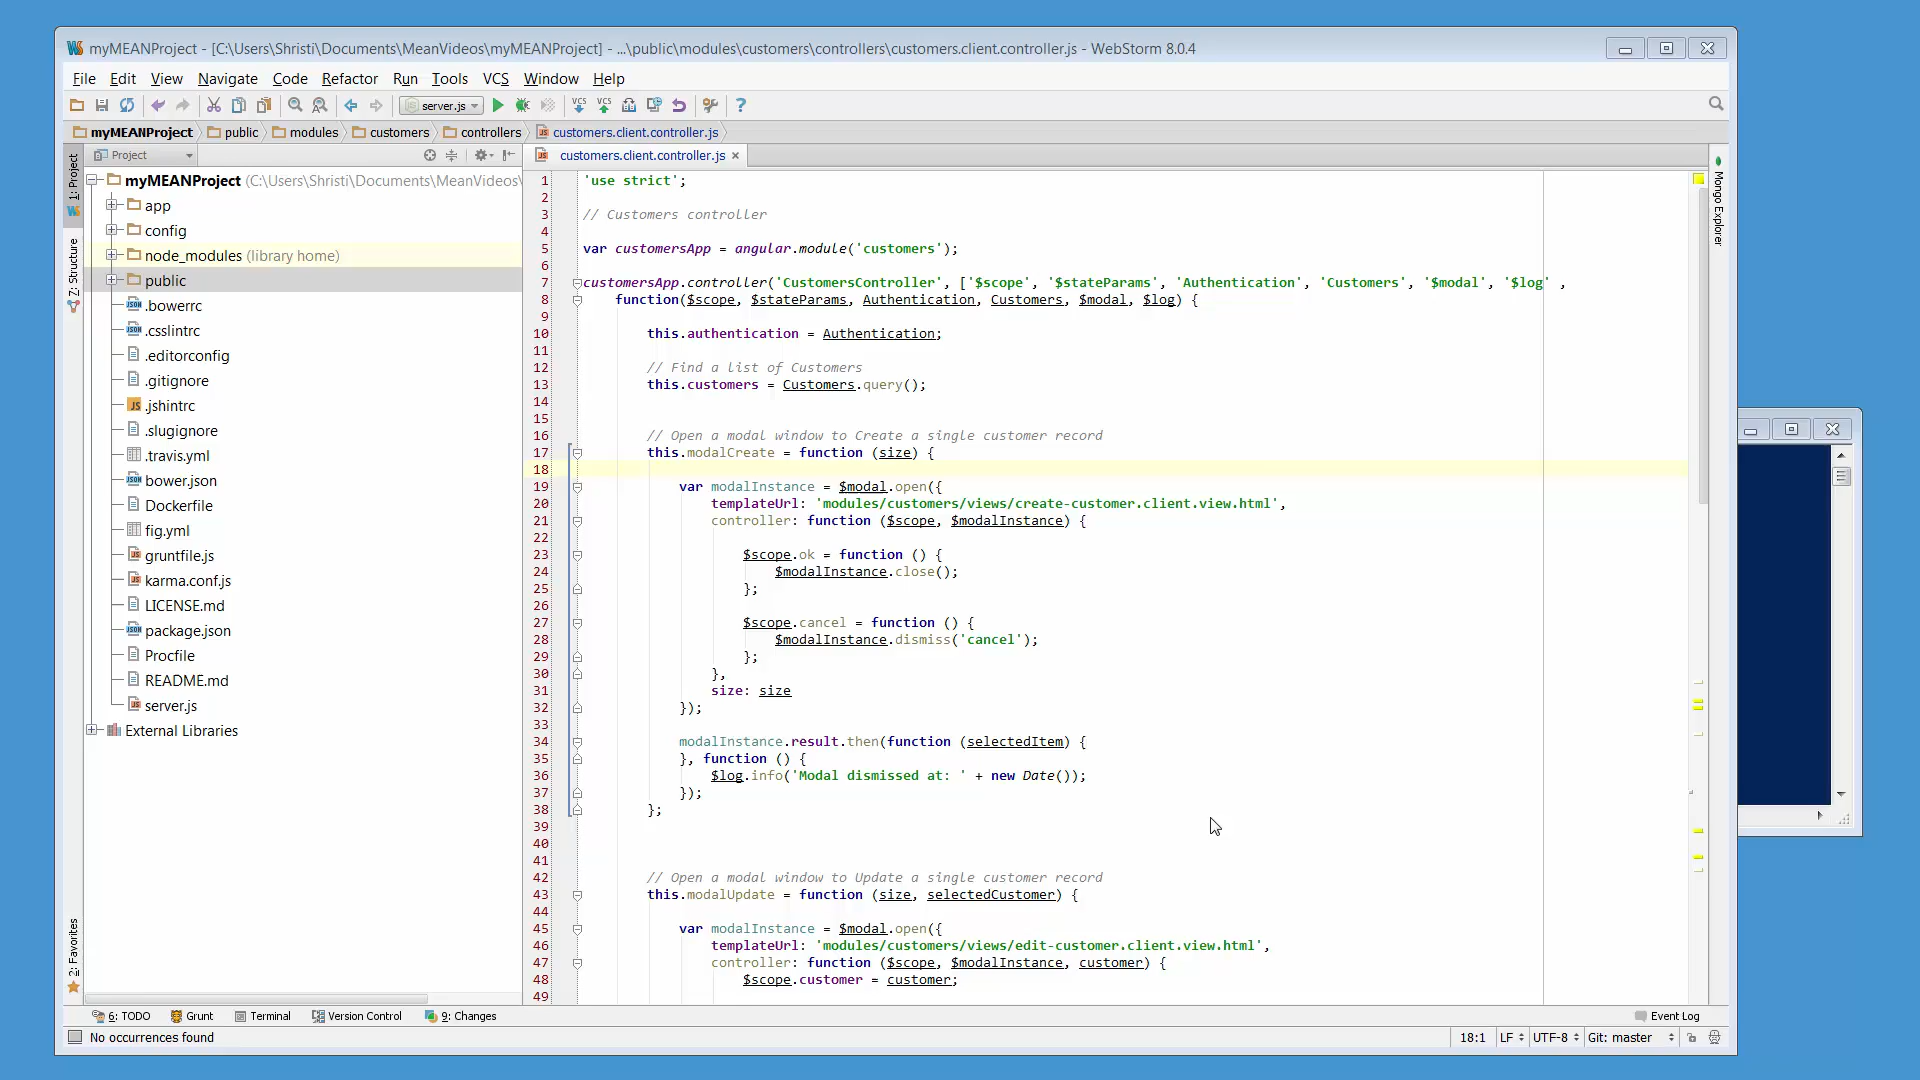 myMEANProject - [C:\Users\Shristi\Documents\MeanVideos\myMEANProject] - ...\public\modules\customers\controllers\customers.client.controller.js - WebStorm 8.0.4
File Edit View Navigate Code Refactor Run Tools VCS Window Help
server.js
myMEANProject public modules customers controllers customers.client.controller.js
Project
customers.client.controller.js
1: Project
7: Structure
2: Favorites
Mongo Explorer
myMEANProject (C:\Users\Shristi\Documents\MeanVideos\
app
config
node_modules (library home)
public
.bowerrc
.csslintrc
.editorconfig
.gitignore
.jshintrc
.slugignore
.travis.yml
bower.json
Dockerfile
fig.yml
gruntfile.js
karma.conf.js
LICENSE.md
package.json
Procfile
README.md
server.js
External Libraries
1 'use strict';
2
3 // Customers controller
4
5 var customersApp = angular.module('customers');
6
7 customersApp.controller('CustomersController', ['$scope', '$stateParams', 'Authentication', 'Customers', '$modal', '$log' ,
8 function($scope, $stateParams, Authentication, Customers, $modal, $log) {
9
10 this.authentication = Authentication;
11
12 // Find a list of Customers
13 this.customers = Customers.query();
14
15
16 // Open a modal window to Create a single customer record
17 this.modalCreate = function (size) {
18
19 var modalInstance = $modal.open({
20 templateUrl: 'modules/customers/views/create-customer.client.view.html',
21 controller: function ($scope, $modalInstance) {
22
23 $scope.ok = function () {
24 $modalInstance.close();
25 };
26
27 $scope.cancel = function () {
28 $modalInstance.dismiss('cancel');
29 };
30 },
31 size: size
32 });
33
34 modalInstance.result.then(function (selectedItem) {
35 }, function () {
36 $log.info('Modal dismissed at: ' + new Date());
37 });
38 };
39
40
41
42 // Open a modal window to Update a single customer record
43 this.modalUpdate = function (size, selectedCustomer) {
44
45 var modalInstance = $modal.open({
46 templateUrl: 'modules/customers/views/edit-customer.client.view.html',
47 controller: function ($scope, $modalInstance, customer) {
48 $scope.customer = customer;
49
6: TODO Grunt Terminal Version Control 9: Changes Event Log
No occurrences found 18:1 LF UTF-8 Git: master